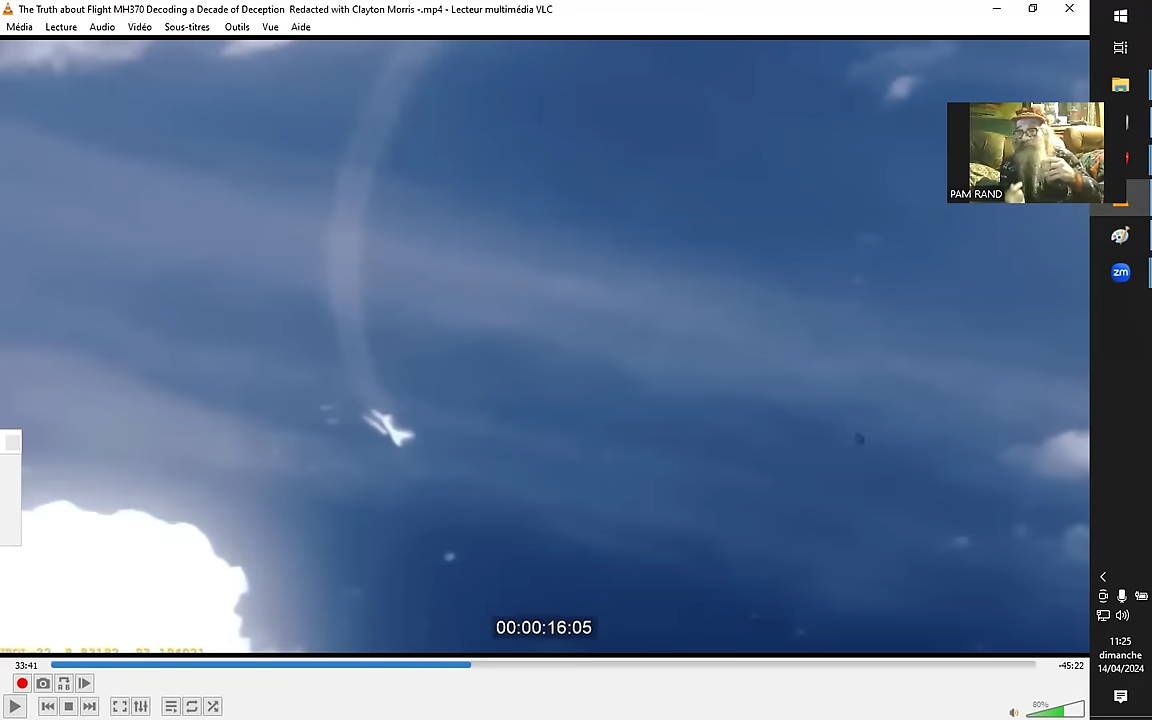 The Truth about Flight MH370 Decoding a Decade of Deception  Redacted with Clayton Morris -.mp4 - Lecteur multimédia VLC
Média Lecture Audio Vidéo Sous-titres Outils Vue Aide
PAM RAND
zm
00:00:16:05
33:41
-45:22
80%
11:25
dimanche
14/04/2024